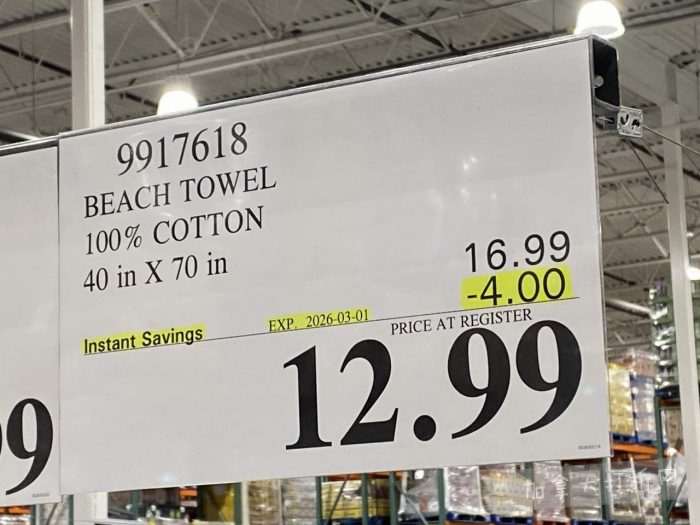 9917618
BEACH TOWEL
100% COTTON
40 in X 70 in
16.99
-4.00
Instant Savings
EXP. 2026-03-01
PRICE AT REGISTER
12.99
99